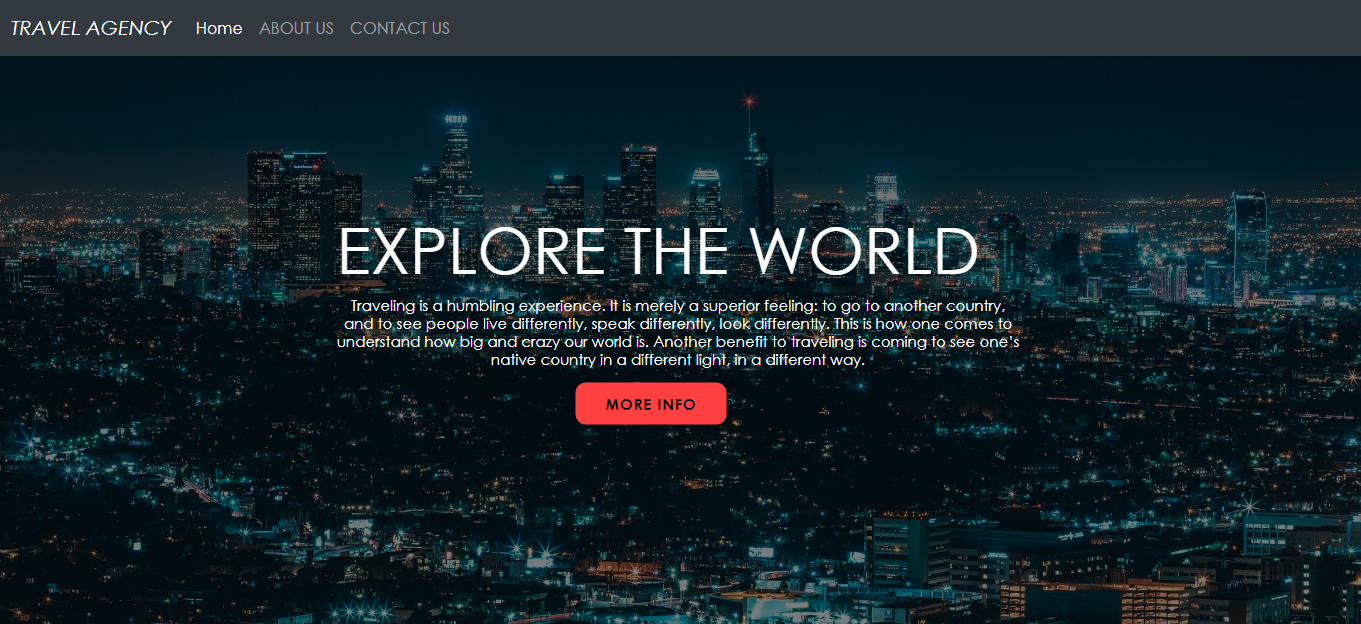 TRAVEL AGENCY Home ABOUT US CONTACT US
EXPLORE THE WORLD
Traveling is a humbling experience. It is merely a superior feeling: to go to another country,
and to see people live differently, speak differently, look differently. This is how one comes to
understand how big and crazy our world is. Another benefit to traveling is coming to see one's
native country in a different light, in a different way.
MORE INFO